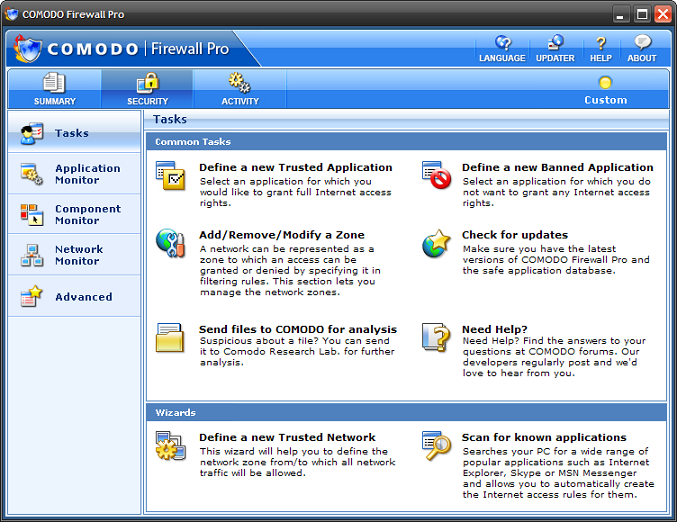 COMODO Firewall Pro
COMODO | Firewall Pro
LANGUAGE UPDATER HELP ABOUT
SUMMARY SECURITY ACTIVITY Custom
Tasks
Application
Monitor
Component
Monitor
Network
Monitor
Advanced
Tasks
Common Tasks
Define a new Trusted Application
Select an application for which you
would like to grant full Internet access
rights.
Define a new Banned Application
Select an application for which you do
not want to grant any Internet access
rights.
Add/Remove/Modify a Zone
A network can be represented as a
zone to which an access can be
granted or denied by specifying it in
filtering rules. This section lets you
manage the network zones.
Check for updates
Make sure you have the latest
versions of COMODO Firewall Pro and
the safe application database.
Send files to COMODO for analysis
Suspicious about a file? You can send
it to Comodo Research Lab. for further
analysis.
Need Help?
Need Help? Find the answers to your
questions at COMODO forums. Our
developers regularly post and we'd
love to hear from you.
Wizards
Define a new Trusted Network
This wizard will help you to define the
network zone from/to which all network
traffic will be allowed.
Scan for known applications
Searches your PC for a wide range of
popular applications such as Internet
Explorer, Skype or MSN Messenger
and allows you to automatically create
the Internet access rules for them.